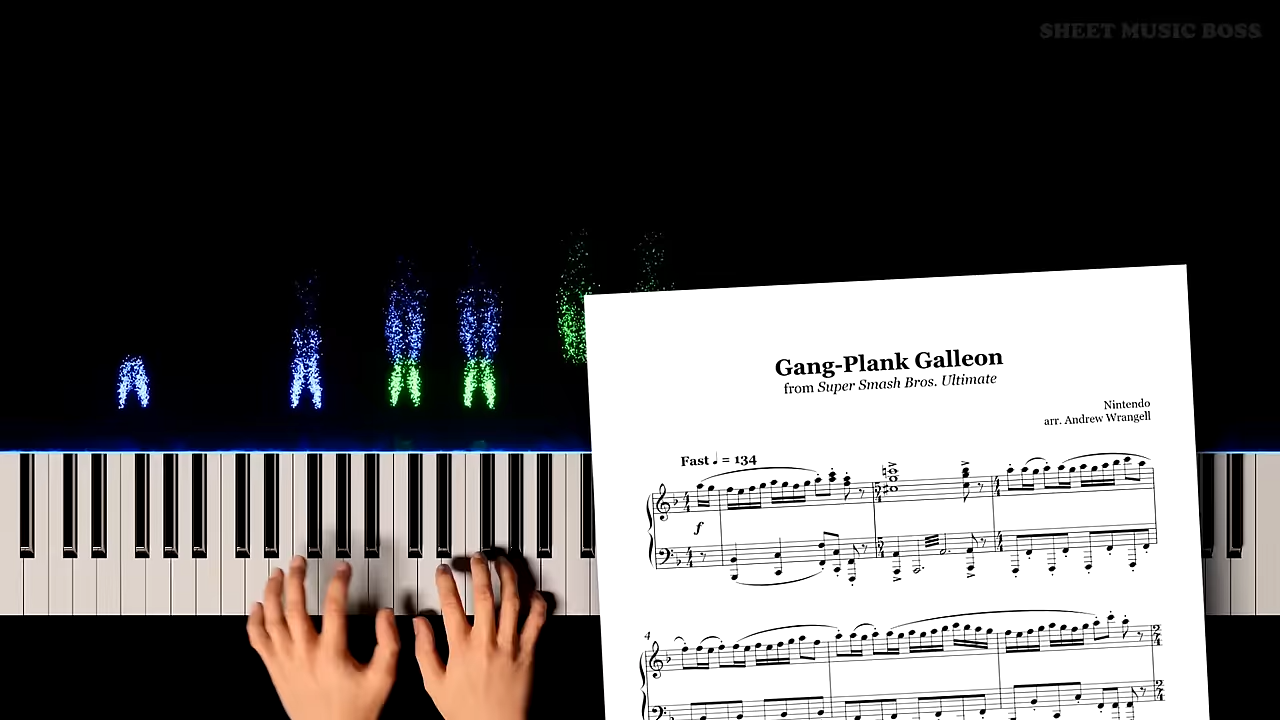 SHEET MUSIC BOSS
Gang-Plank Galleon
from Super Smash Bros. Ultimate
Nintendo
arr. Andrew Wrangell
Fast ♩ = 134
f
4